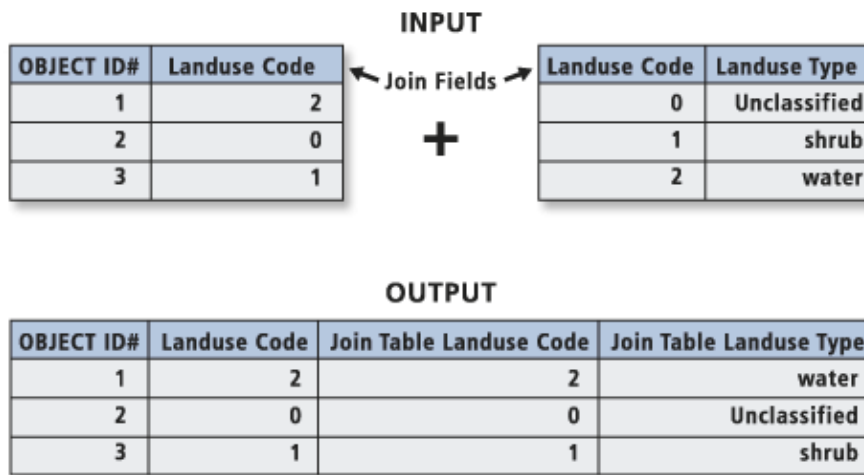 INPUT
OBJECT ID# Landuse Code
1 2
2 0
3 1
Join Fields
+
Landuse Code Landuse Type
0 Unclassified
1 shrub
2 water
OUTPUT
OBJECT ID# Landuse Code Join Table Landuse Code Join Table Landuse Type
1 2 2 water
2 0 0 Unclassified
3 1 1 shrub